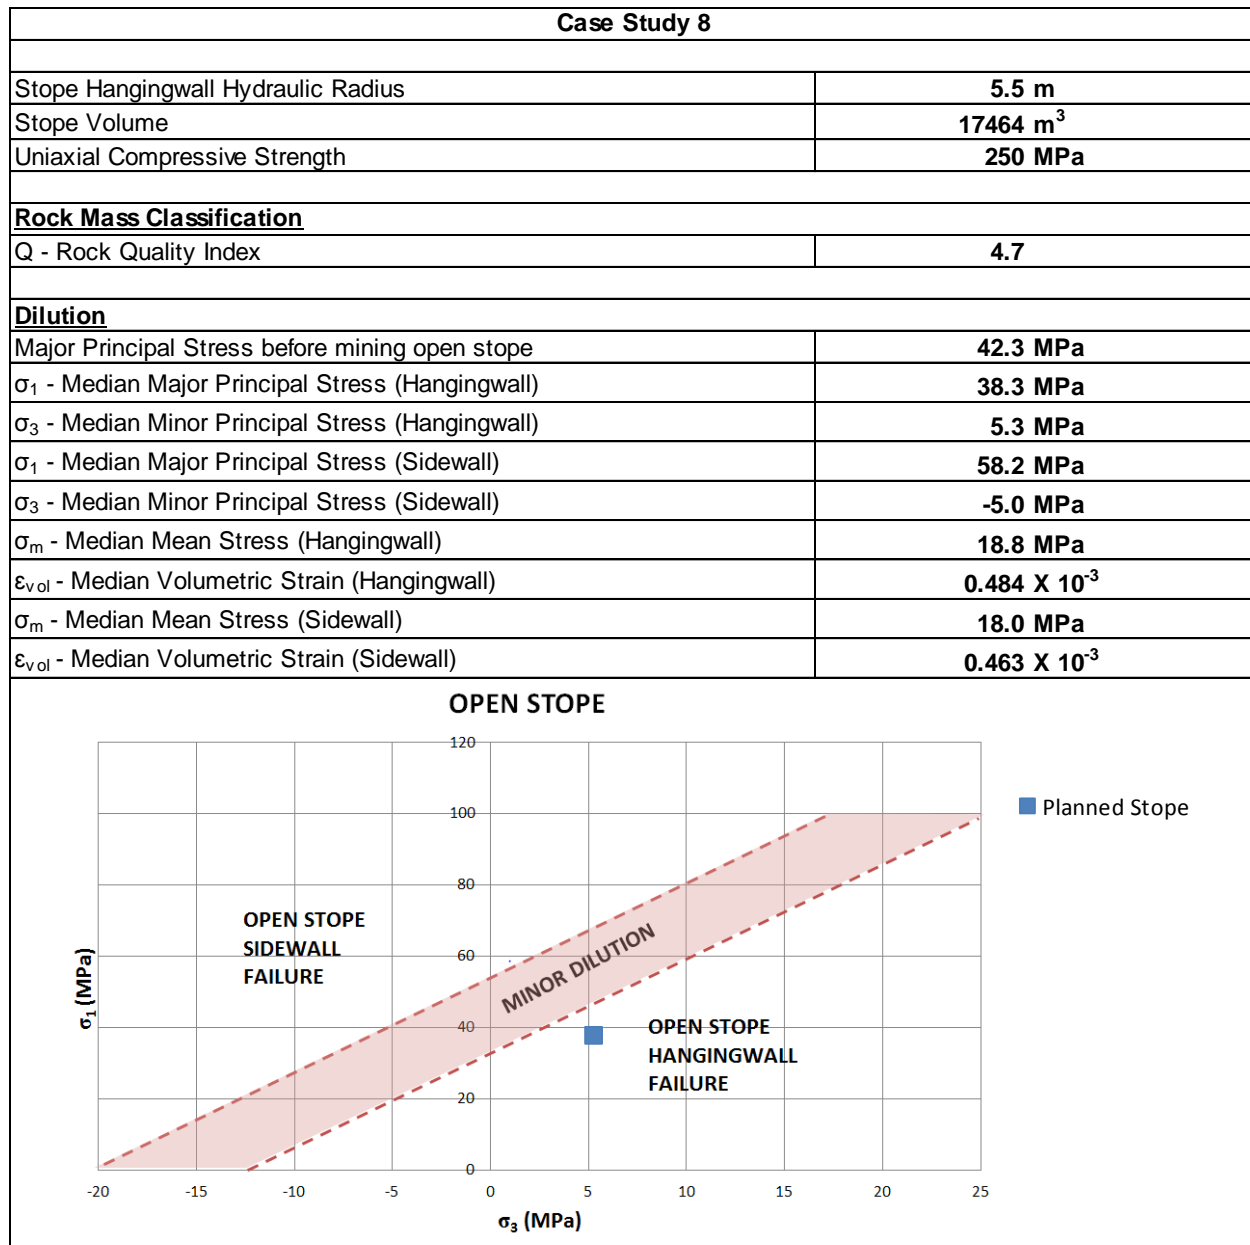 Case Study 8
Stope Hangingwall Hydraulic Radius 5.5 m
Stope Volume 17464 m³
Uniaxial Compressive Strength 250 MPa
Rock Mass Classification
Q - Rock Quality Index 4.7
Dilution
Major Principal Stress before mining open stope 42.3 MPa
σ₁ - Median Major Principal Stress (Hangingwall) 38.3 MPa
σ₃ - Median Minor Principal Stress (Hangingwall) 5.3 MPa
σ₁ - Median Major Principal Stress (Sidewall) 58.2 MPa
σ₃ - Median Minor Principal Stress (Sidewall) -5.0 MPa
σₘ - Median Mean Stress (Hangingwall) 18.8 MPa
εᵥₒₗ - Median Volumetric Strain (Hangingwall) 0.484 X 10⁻³
σₘ - Median Mean Stress (Sidewall) 18.0 MPa
εᵥₒₗ - Median Volumetric Strain (Sidewall) 0.463 X 10⁻³
OPEN STOPE
120
100
80
60
40
20
0
σ₁ (MPa)
OPEN STOPE
SIDEWALL
FAILURE
MINOR DILUTION
OPEN STOPE
HANGINGWALL
FAILURE
Planned Stope
-20 -15 -10 -5 0 5 10 15 20 25
σ₃ (MPa)